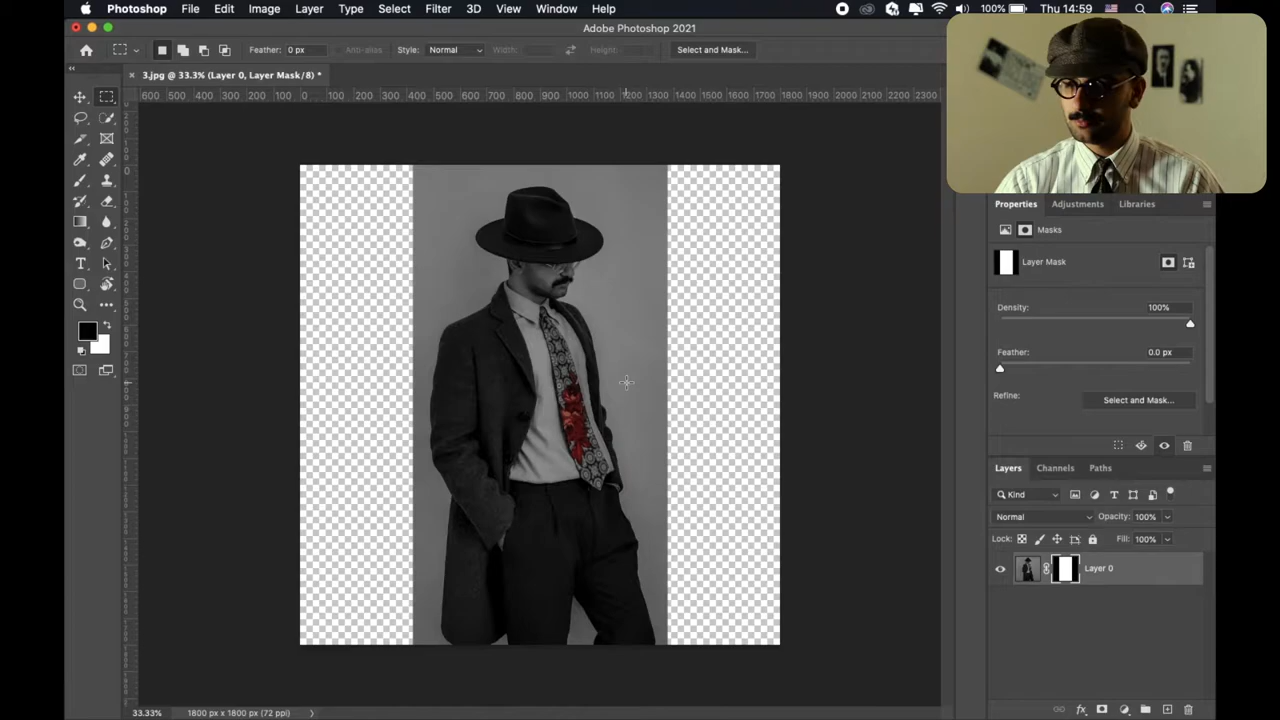 Photoshop File Edit Image Layer Type Select Filter 3D View Window Help 100% Thu 14:59
Adobe Photoshop 2021
Feather: 0 px Anti-alias Style: Normal Width: Height: Select and Mask...
3.jpg @ 33.3% (Layer 0, Layer Mask/8) *
600 500 400 300 200 100 0 100 200 300 400 500 600 700 800 900 1000 1100 1200 1300 1400 1500 1600 1700 1800 1900 2000 2100 2200 2300
Properties Adjustments Libraries
Masks
Layer Mask
Density: 100%
Feather: 0.0 px
Refine: Select and Mask...
Layers Channels Paths
Kind
Normal Opacity: 100%
Lock: Fill: 100%
Layer 0
33.33% 1800 px x 1800 px (72 ppi)